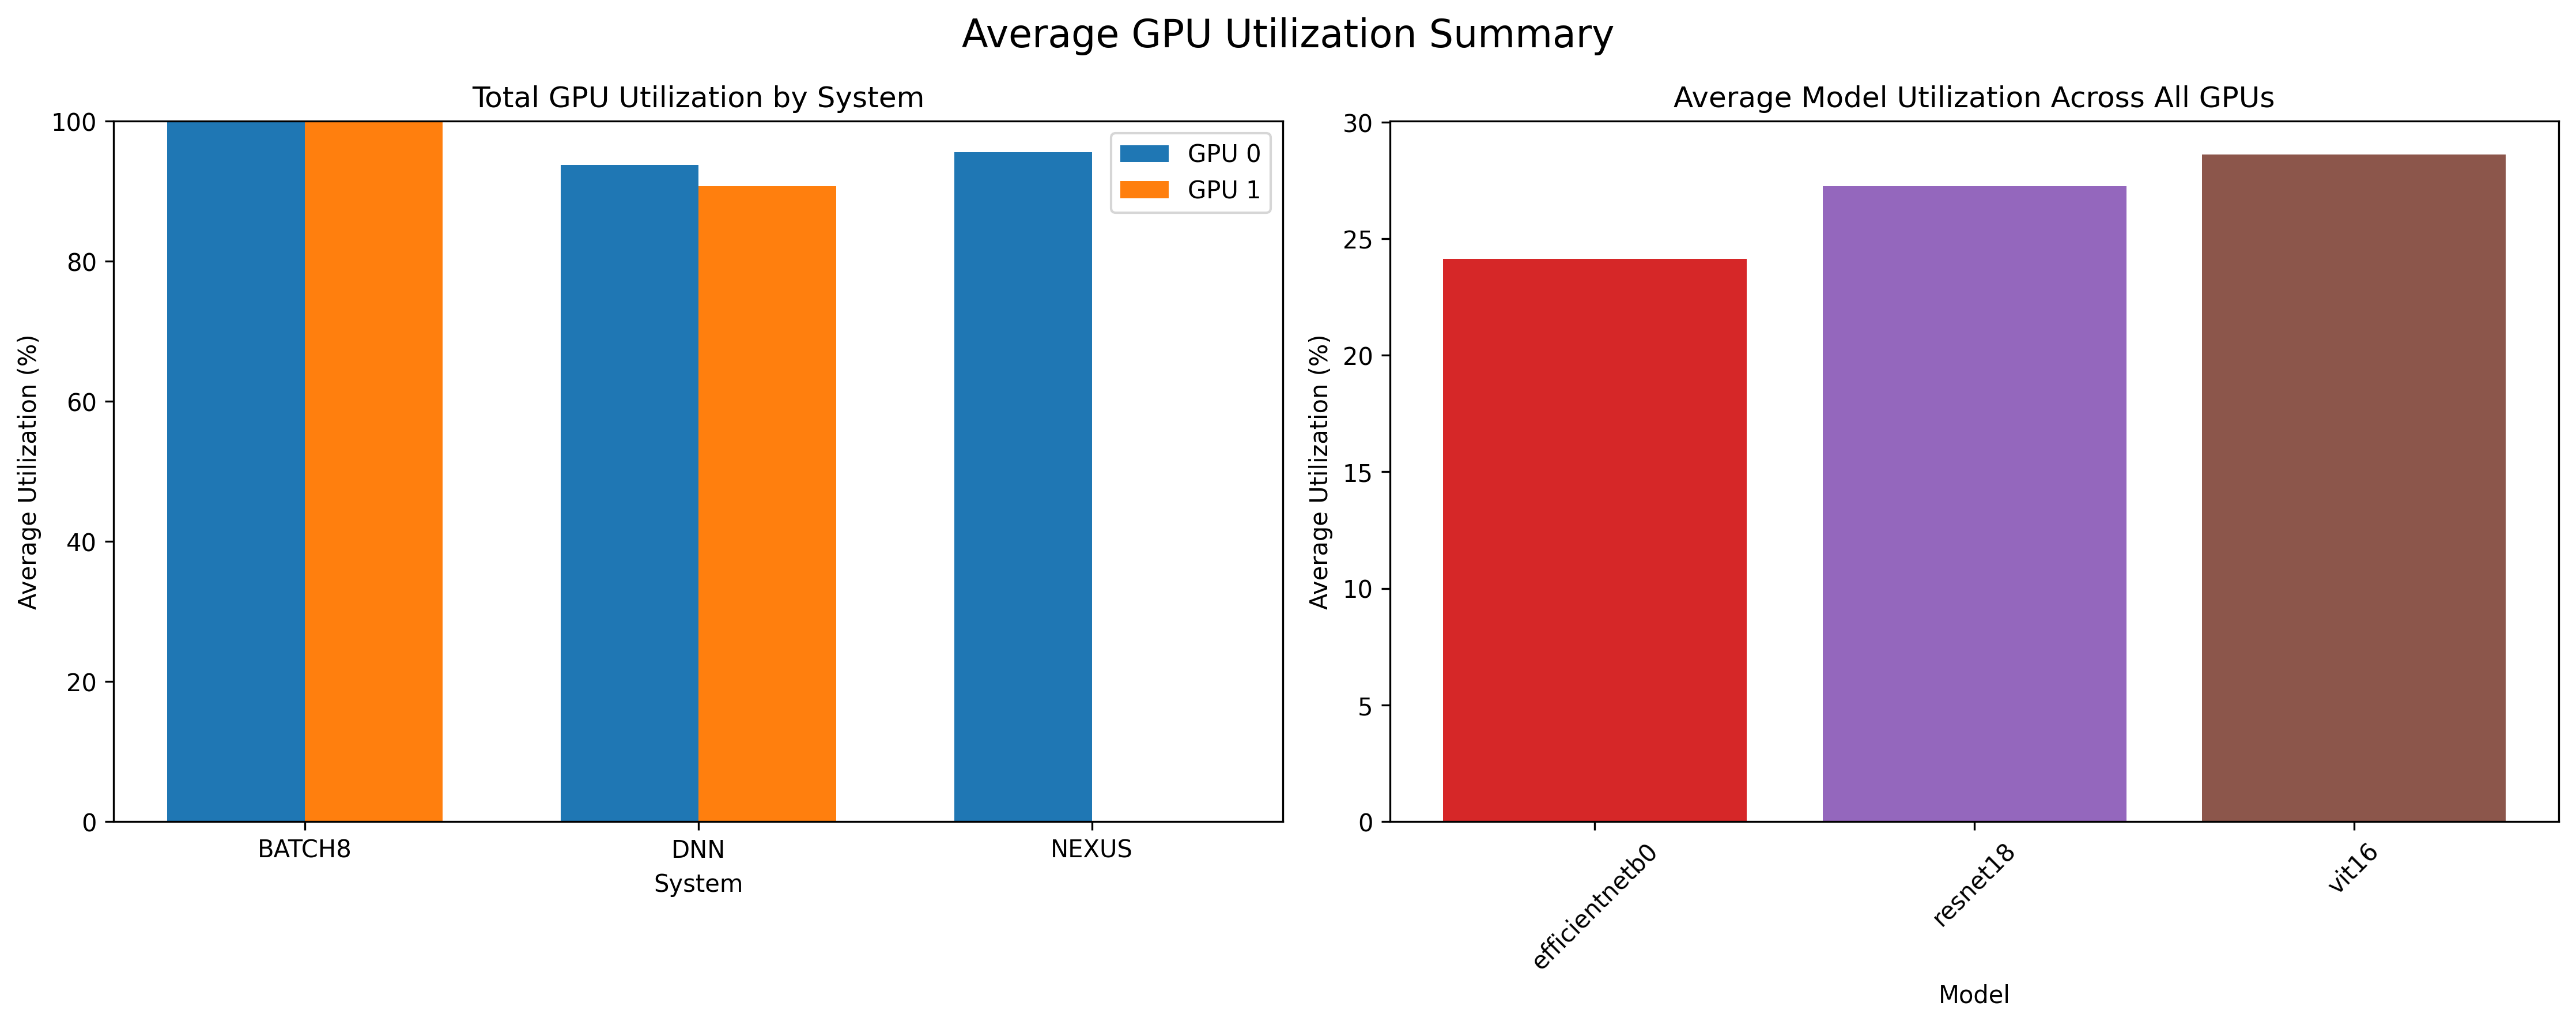 Average GPU Utilization Summary
Total GPU Utilization by System
100
80
60
40
20
0
Average Utilization (%)
GPU 0
GPU 1
BATCH8
DNN
NEXUS
System
Average Model Utilization Across All GPUs
30
25
20
15
10
5
0
Average Utilization (%)
efficientnetb0
resnet18
vit16
Model